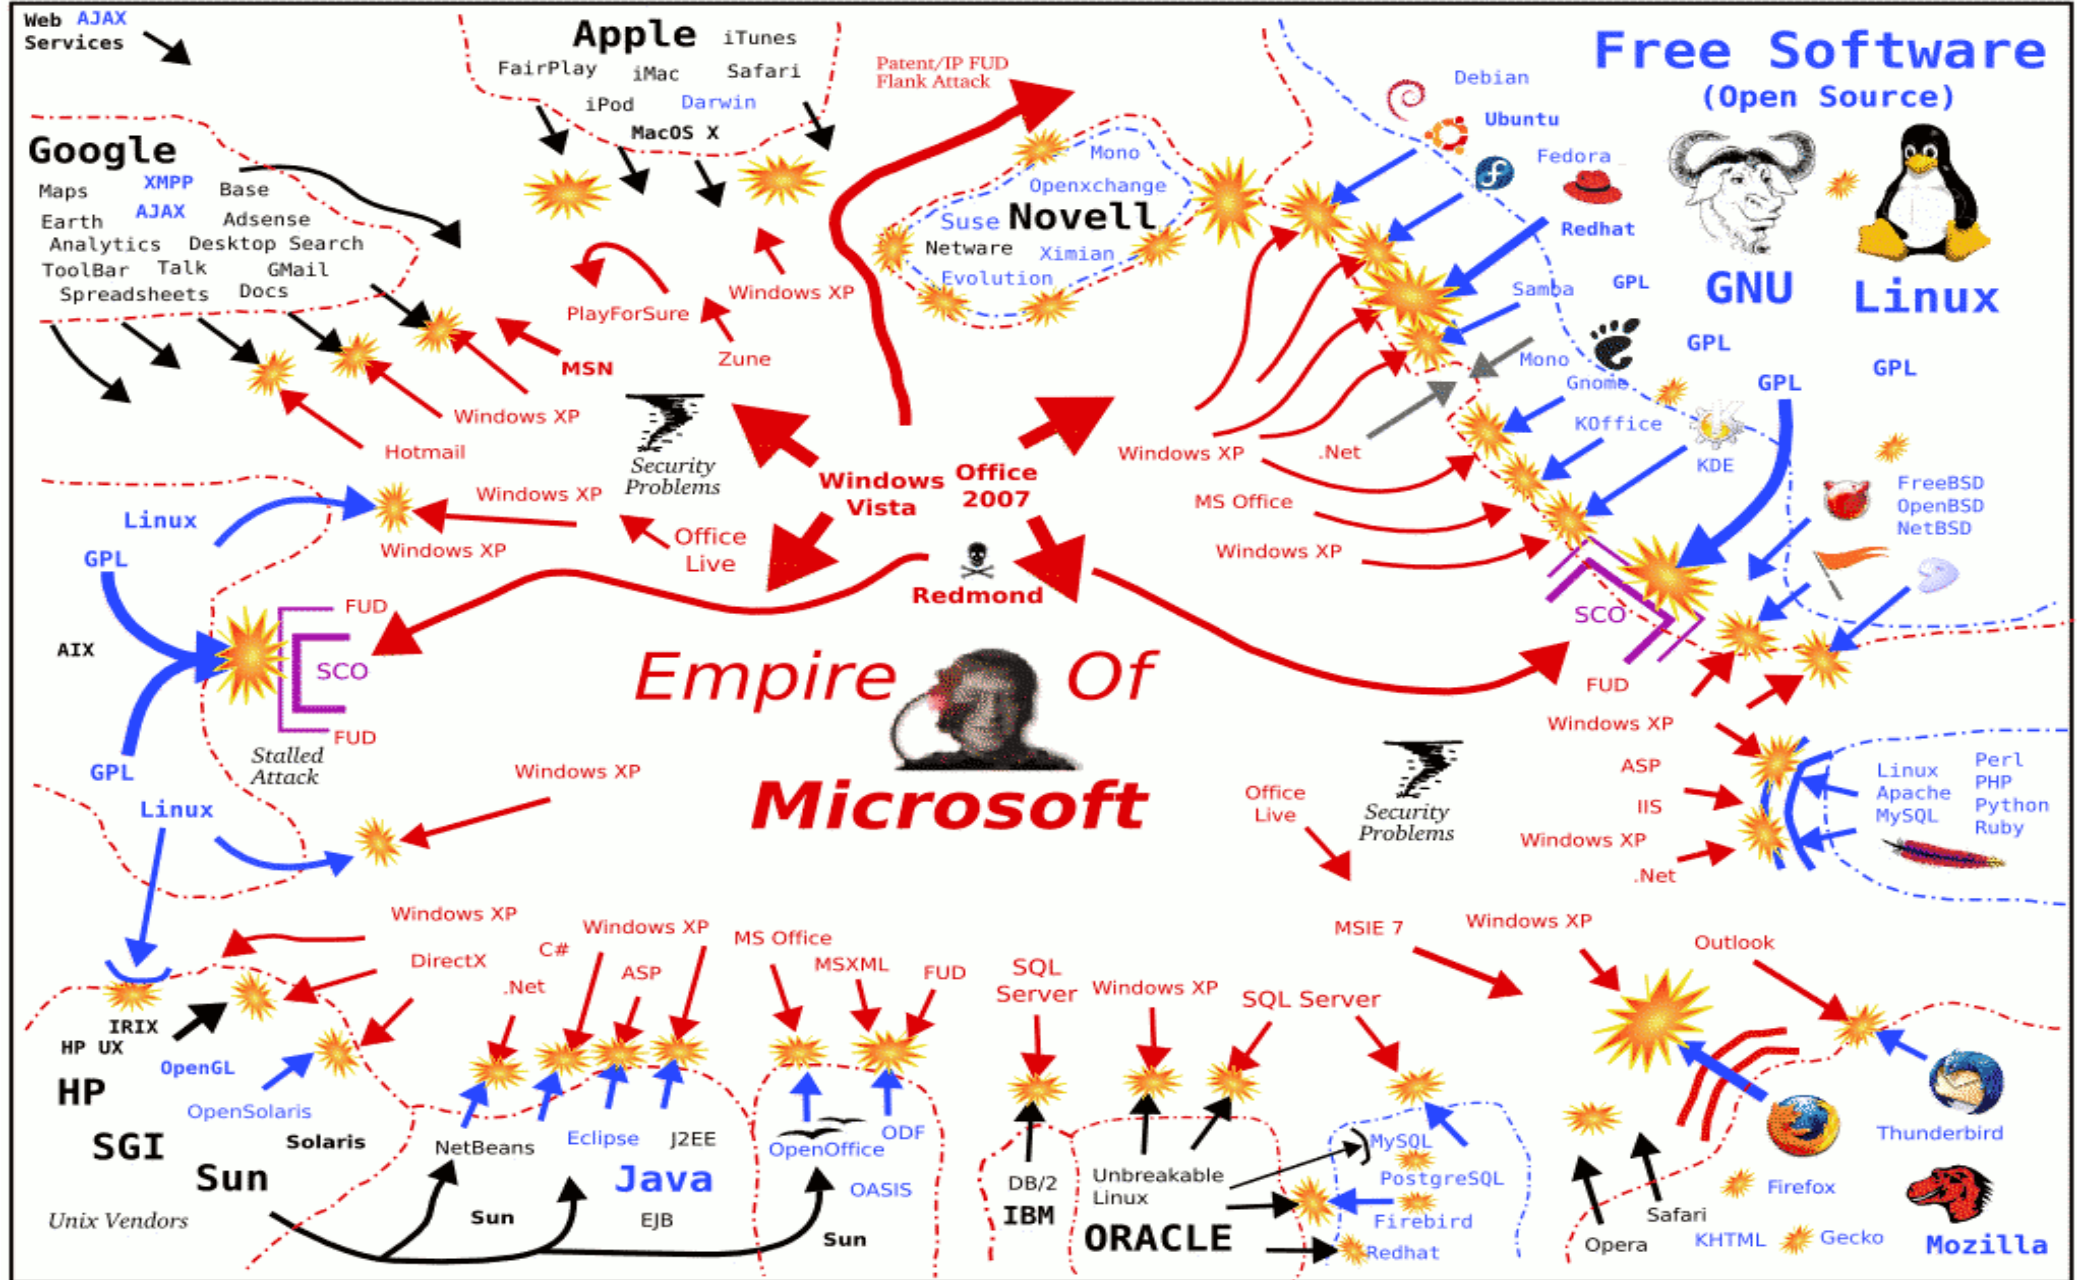 Web AJAX
Services
Apple iTunes
FairPlay iMac Safari
iPod Darwin
MacOS X
Patent/IP FUD
Flank Attack
Free Software
(Open Source)
Debian
Ubuntu
Fedora
Redhat
GNU
Linux
Google
Maps XMPP Base
Earth AJAX Adsense
Analytics Desktop Search
ToolBar Talk GMail
Spreadsheets Docs
Mono
Openxchange
Suse Novell
Netware Ximian
Evolution
Samba
GPL
Mono
GPL
Gnome
GPL
GPL
KOffice
KDE
FreeBSD
OpenBSD
NetBSD
PlayForSure
Windows XP
Zune
MSN
Windows XP
Hotmail
Security
Problems
Windows
Vista
Office
2007
Windows XP
.Net
MS Office
Windows XP
Linux
GPL
Windows XP
Windows XP
Office
Live
Redmond
AIX
FUD
SCO
FUD
Stalled
Attack
GPL
Linux
Empire Of
Microsoft
SCO
FUD
Windows XP
ASP
IIS
Windows XP
.Net
Linux
Apache
MySQL
Perl
PHP
Python
Ruby
Windows XP
Office
Live
Security
Problems
Windows XP
DirectX
.Net
C#
Windows XP
ASP
MS Office
MSXML
FUD
SQL
Server
Windows XP
SQL Server
MSIE 7
Windows XP
Outlook
IRIX
HP UX
OpenGL
HP
OpenSolaris
SGI
Solaris
Sun
Unix Vendors
NetBeans
Eclipse
J2EE
Java
Sun
EJB
OpenOffice
ODF
OASIS
Sun
DB/2
IBM
Unbreakable
Linux
ORACLE
MySQL
PostgreSQL
Firebird
Redhat
Thunderbird
Firefox
Safari
Opera
KHTML
Gecko
Mozilla